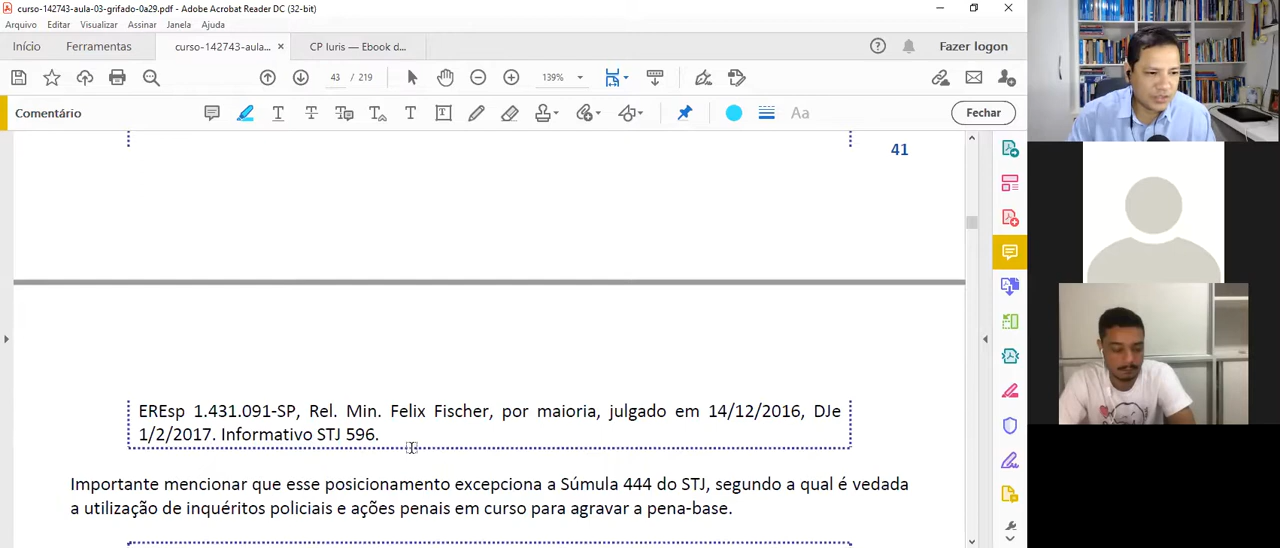 curso-142743-aula-03-grifado-0a29.pdf - Adobe Acrobat Reader DC (32-bit)
Arquivo Editar Visualizar Assinar Janela Ajuda
Início Ferramentas curso-142743-aula... × CP Iuris — Ebook d... Fazer logon
43 / 219 139%
Comentário Aa Fechar
41
EREsp 1.431.091-SP, Rel. Min. Felix Fischer, por maioria, julgado em 14/12/2016, DJe
1/2/2017. Informativo STJ 596.
Importante mencionar que esse posicionamento excepciona a Súmula 444 do STJ, segundo a qual é vedada
a utilização de inquéritos policiais e ações penais em curso para agravar a pena-base.